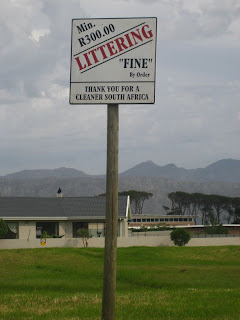 Min.
R300.00
LITTERING
"FINE"
By Order
THANK YOU FOR A
CLEANER SOUTH AFRICA